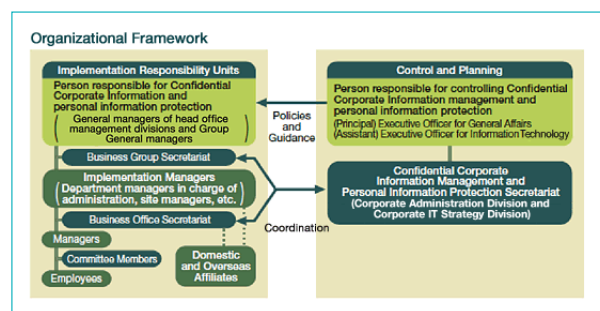 Organizational Framework
Implementation Responsibility Units
Person responsible for Confidential
Corporate Information and
personal information protection
(General managers of head office
management divisions and Group
General managers)
Business Group Secretariat
Implementation Managers
(Department managers in charge of
administration, site managers, etc.)
Business Office Secretariat
Managers
Committee Members
Employees
Domestic
and Overseas
Affiliates
Policies
and
Guidance
Coordination
Control and Planning
Person responsible for controlling Confidential
Corporate Information management and
personal information protection
(Principal) Executive Officer for General Affairs
(Assistant) Executive Officer for Information Technology
Confidential Corporate
Information Management and
Personal Information Protection Secretariat
(Corporate Administration Division and
Corporate IT Strategy Division)